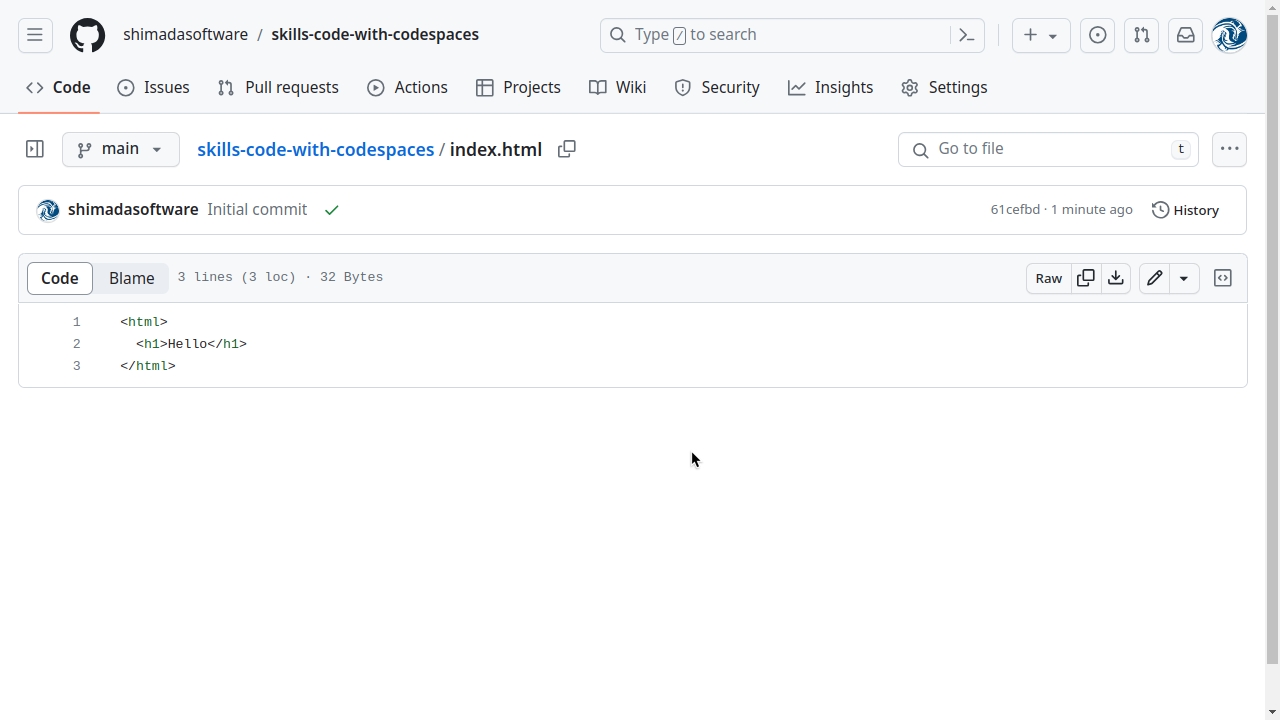 shimadasoftware / skills-code-with-codespaces
Type / to search
Code Issues Pull requests Actions Projects Wiki Security Insights Settings
main
skills-code-with-codespaces / index.html
Go to file t
shimadasoftware Initial commit
61cefbd · 1 minute ago
History
Code Blame 3 lines (3 loc) · 32 Bytes
Raw
1 <html>
2 <h1>Hello</h1>
3 </html>